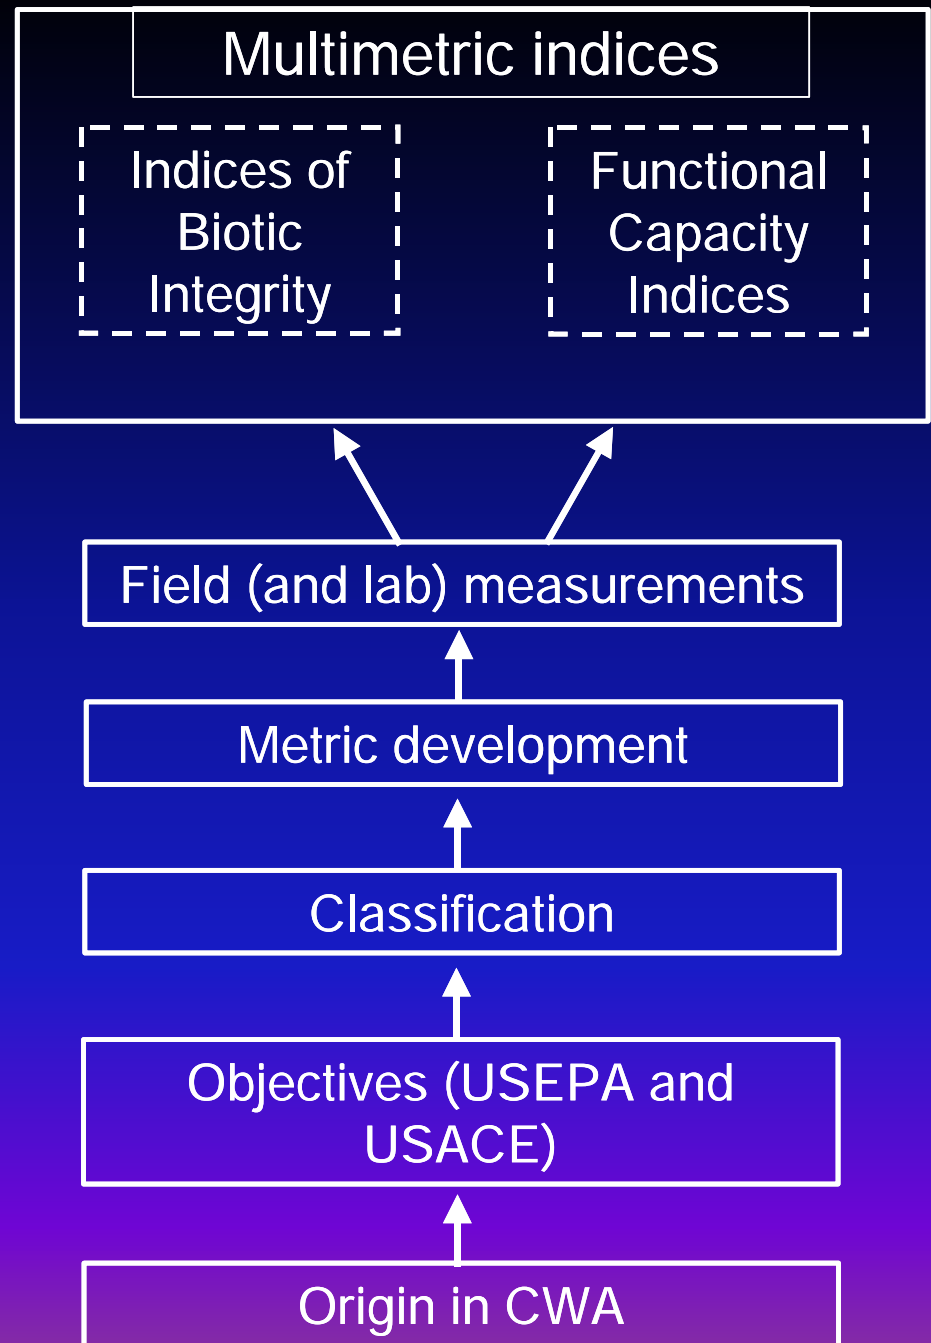 Multimetric indices
Indices of
Biotic
Integrity
Functional
Capacity
Indices
Field (and lab) measurements
Metric development
Classification
Objectives (USEPA and
USACE)
Origin in CWA